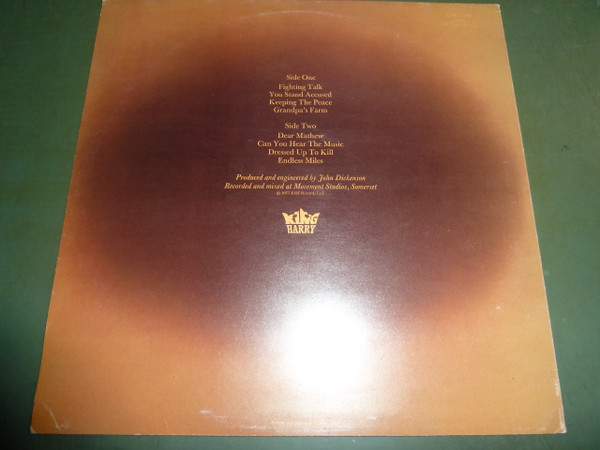 Side One
Fighting Talk
You Stand Accused
Keeping The Peace
Grandpa's Farm
Side Two
Dear Mathew
Can You Hear The Music
Dressed Up To Kill
Endless Miles
Produced and engineered by John Dickenson
Recorded and mixed at Movement Studios, Somerset
KING
HARRY